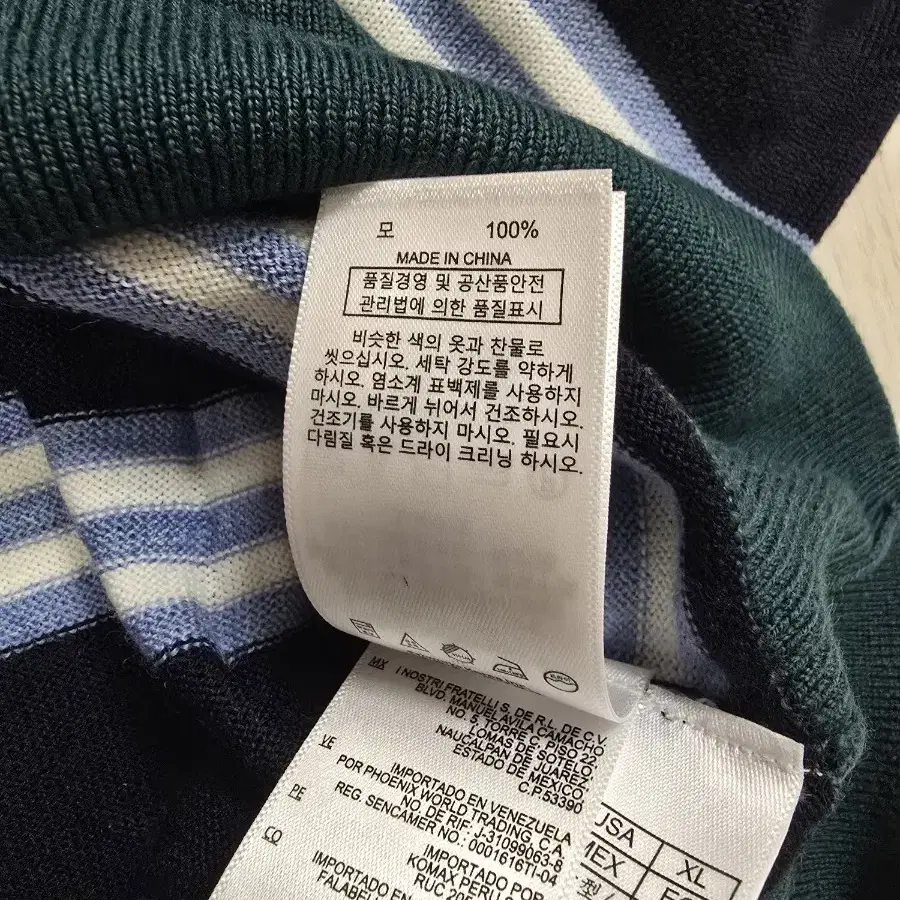 모 100%
MADE IN CHINA
품질경영 및 공산품안전
관리법에 의한 품질표시
비슷한 색의 옷과 찬물로
씻으십시오. 세탁 강도를 약하게
하시오. 염소계 표백제를 사용하지
마시오. 바르게 뉘어서 건조하시오.
건조기를 사용하지 마시오. 필요시
다림질 혹은 드라이 크리닝 하시오.
MX I NOSTRI FRATELLI S, DE R.L. DE C.V.
BLVD. MANUEL AVILA CAMACHO
NO. 5, TORRE C. PISO 22,
LOMAS DE SOTELO,
NAUCALPAN DE JUAREZ,
ESTADO DE MEXICO,
C.P.53390
VE IMPORTADO EN VENEZUELA
POR PHOENIX WORLD TRADING, C.A.
NO. DE RIF: J-31099063-8
REG. SENCAMER NO.: 0001616TI-04
PE IMPORTADO POR
KOMAX PERU
RUC 205
CO FALABELL
USA XL
MEX
型/